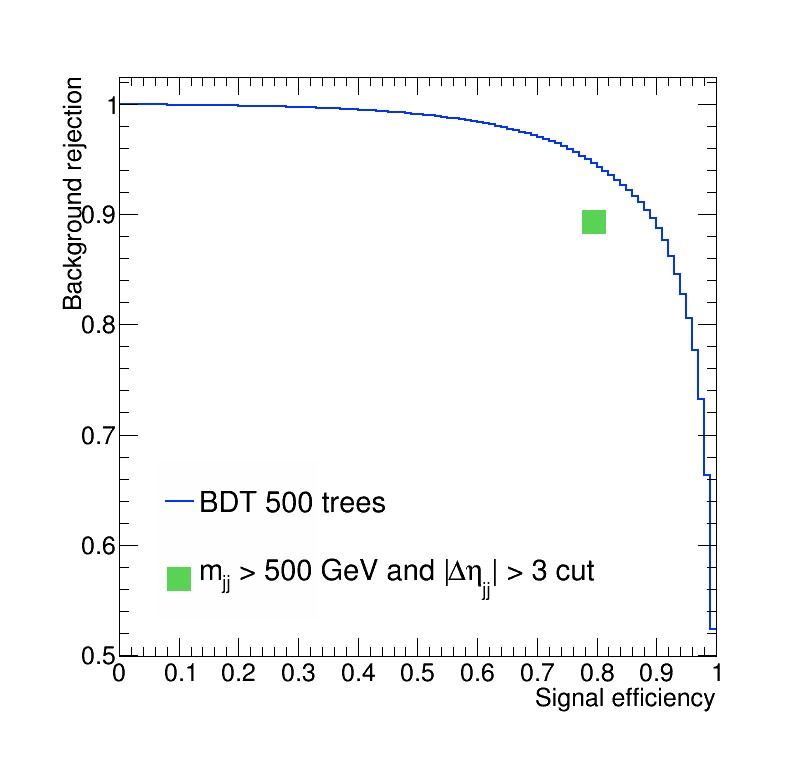 Background rejection
1
0.9
0.8
0.7
0.6
0.5
BDT 500 trees
m_jj > 500 GeV and |Δη_jj| > 3 cut
0 0.1 0.2 0.3 0.4 0.5 0.6 0.7 0.8 0.9 1
Signal efficiency